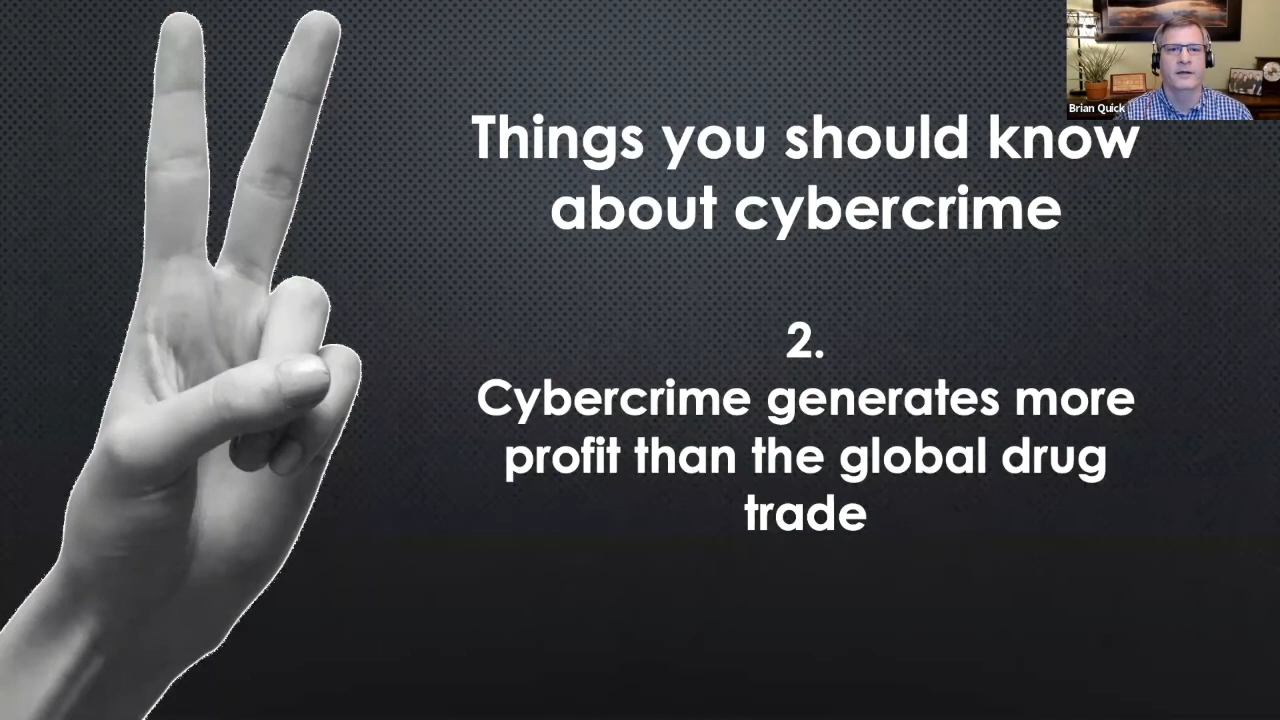 Brian Quick
Things you should know
about cybercrime
2.
Cybercrime generates more
profit than the global drug
trade